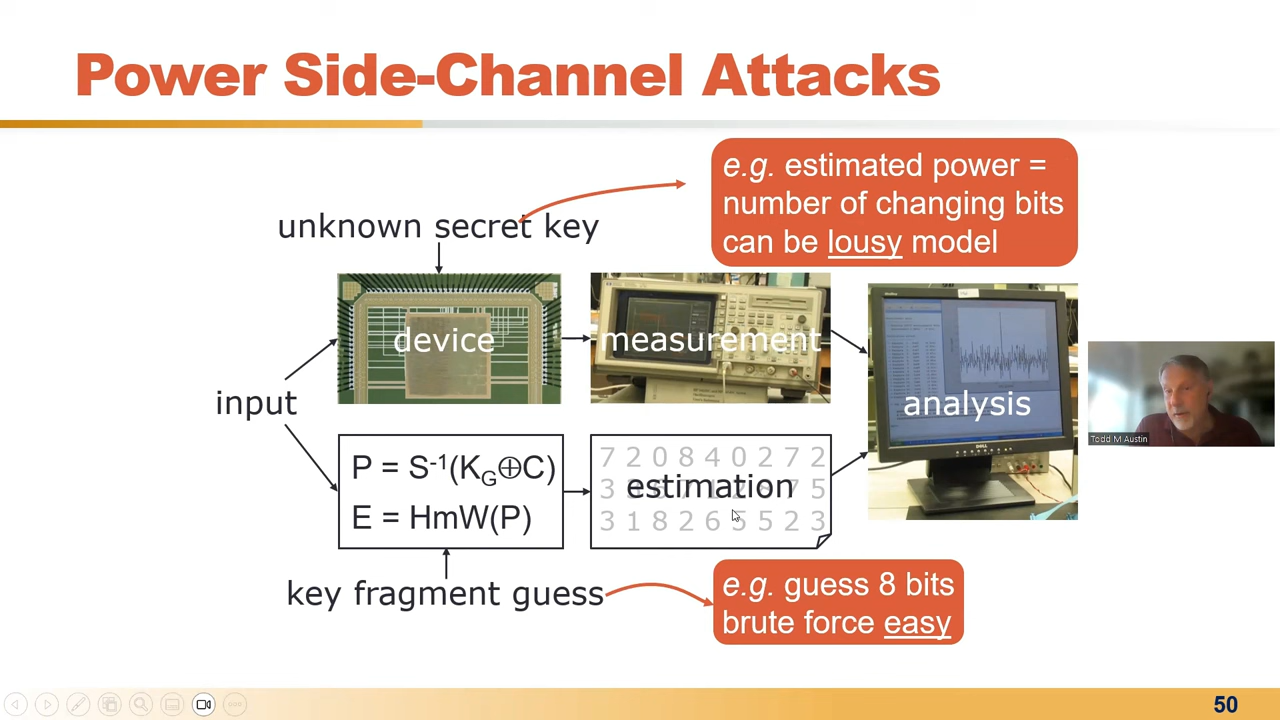 Power Side-Channel Attacks
e.g. estimated power =
number of changing bits
can be lousy model
unknown secret key
device
measurement
input
analysis
Todd M Austin
P = S⁻¹(K_G⊕C)
E = HmW(P)
7 2 0 8 4 0 2 7 2
estimation
3 1 8 2 6 5 5 2 3
DELL
key fragment guess
e.g. guess 8 bits
brute force easy
50